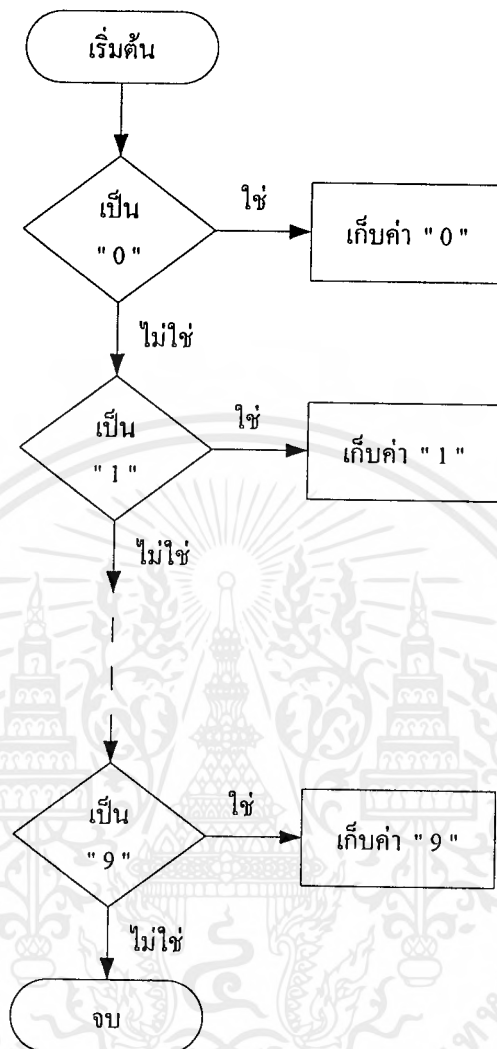 เริ่มต้น
เป็น
" 0 "
ใช่
เก็บค่า " 0 "
ไม่ใช่
เป็น
" 1 "
ใช่
เก็บค่า " 1 "
ไม่ใช่
เป็น
" 9 "
ใช่
เก็บค่า " 9 "
ไม่ใช่
จบ